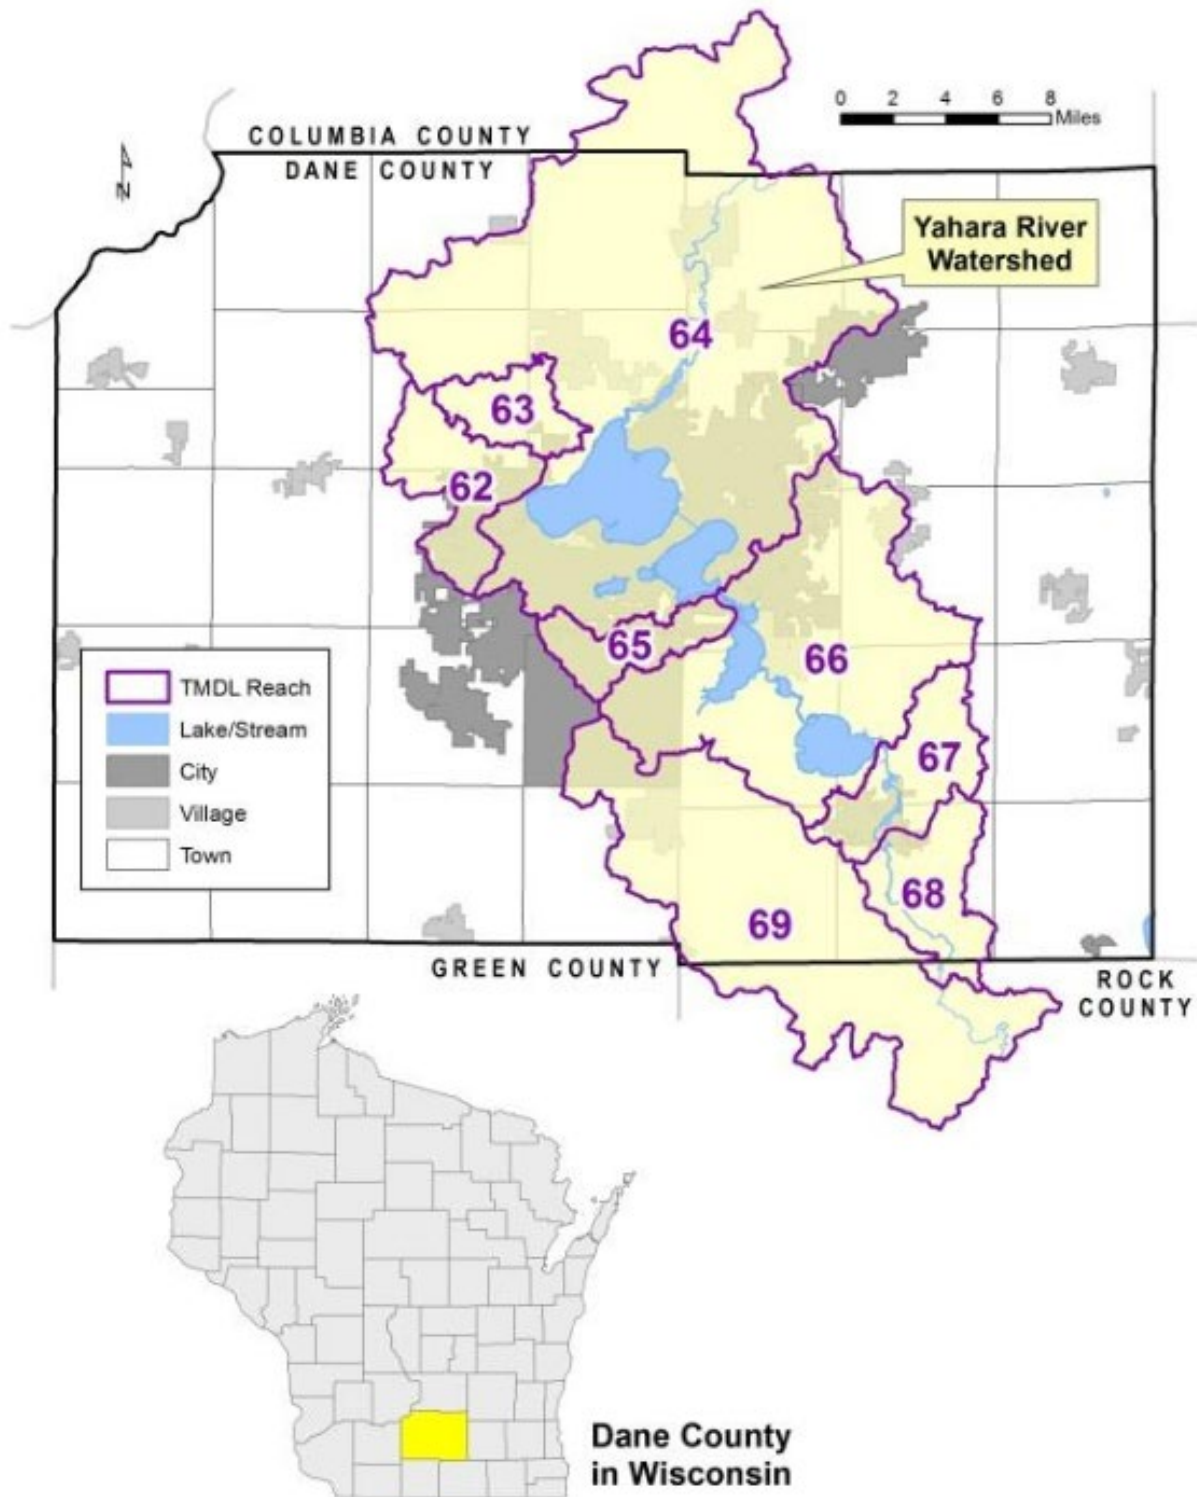 0 2 4 6 8
Miles
COLUMBIA COUNTY
DANE COUNTY
N
Yahara River
Watershed
64
63
62
65
66
TMDL Reach
Lake/Stream
City
Village
Town
67
68
69
GREEN COUNTY
ROCK
COUNTY
Dane County
in Wisconsin